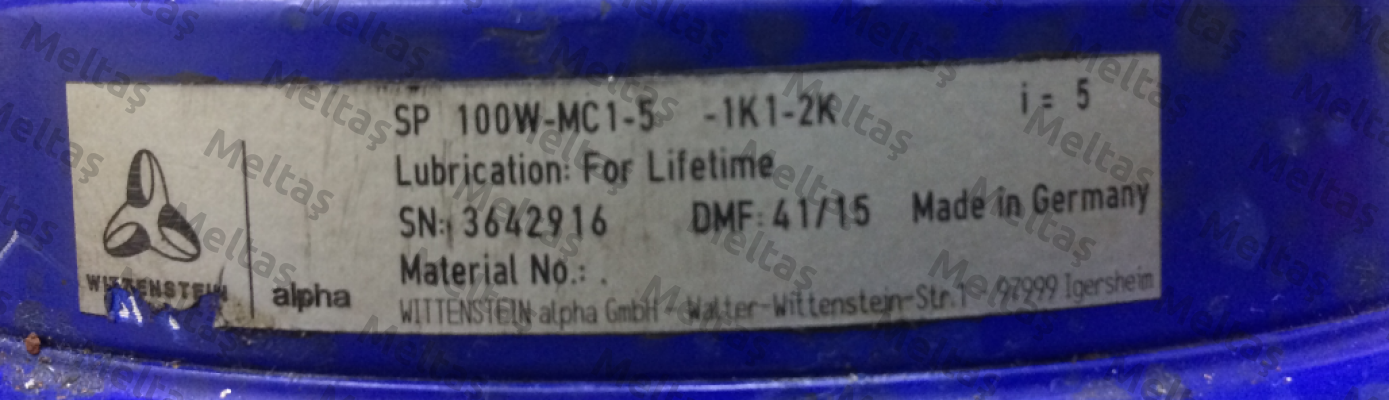 SP 100W-MC1-5 -1K1-2K i = 5
Lubrication: For Lifetime
SN: 3642916 DMF: 41/15 Made in Germany
Material No.: .
WITTENSTEIN alpha GmbH - Walter-Wittenstein-Str.1 - 97999 Igersheim
WITTENSTEIN
alpha
Meltaş